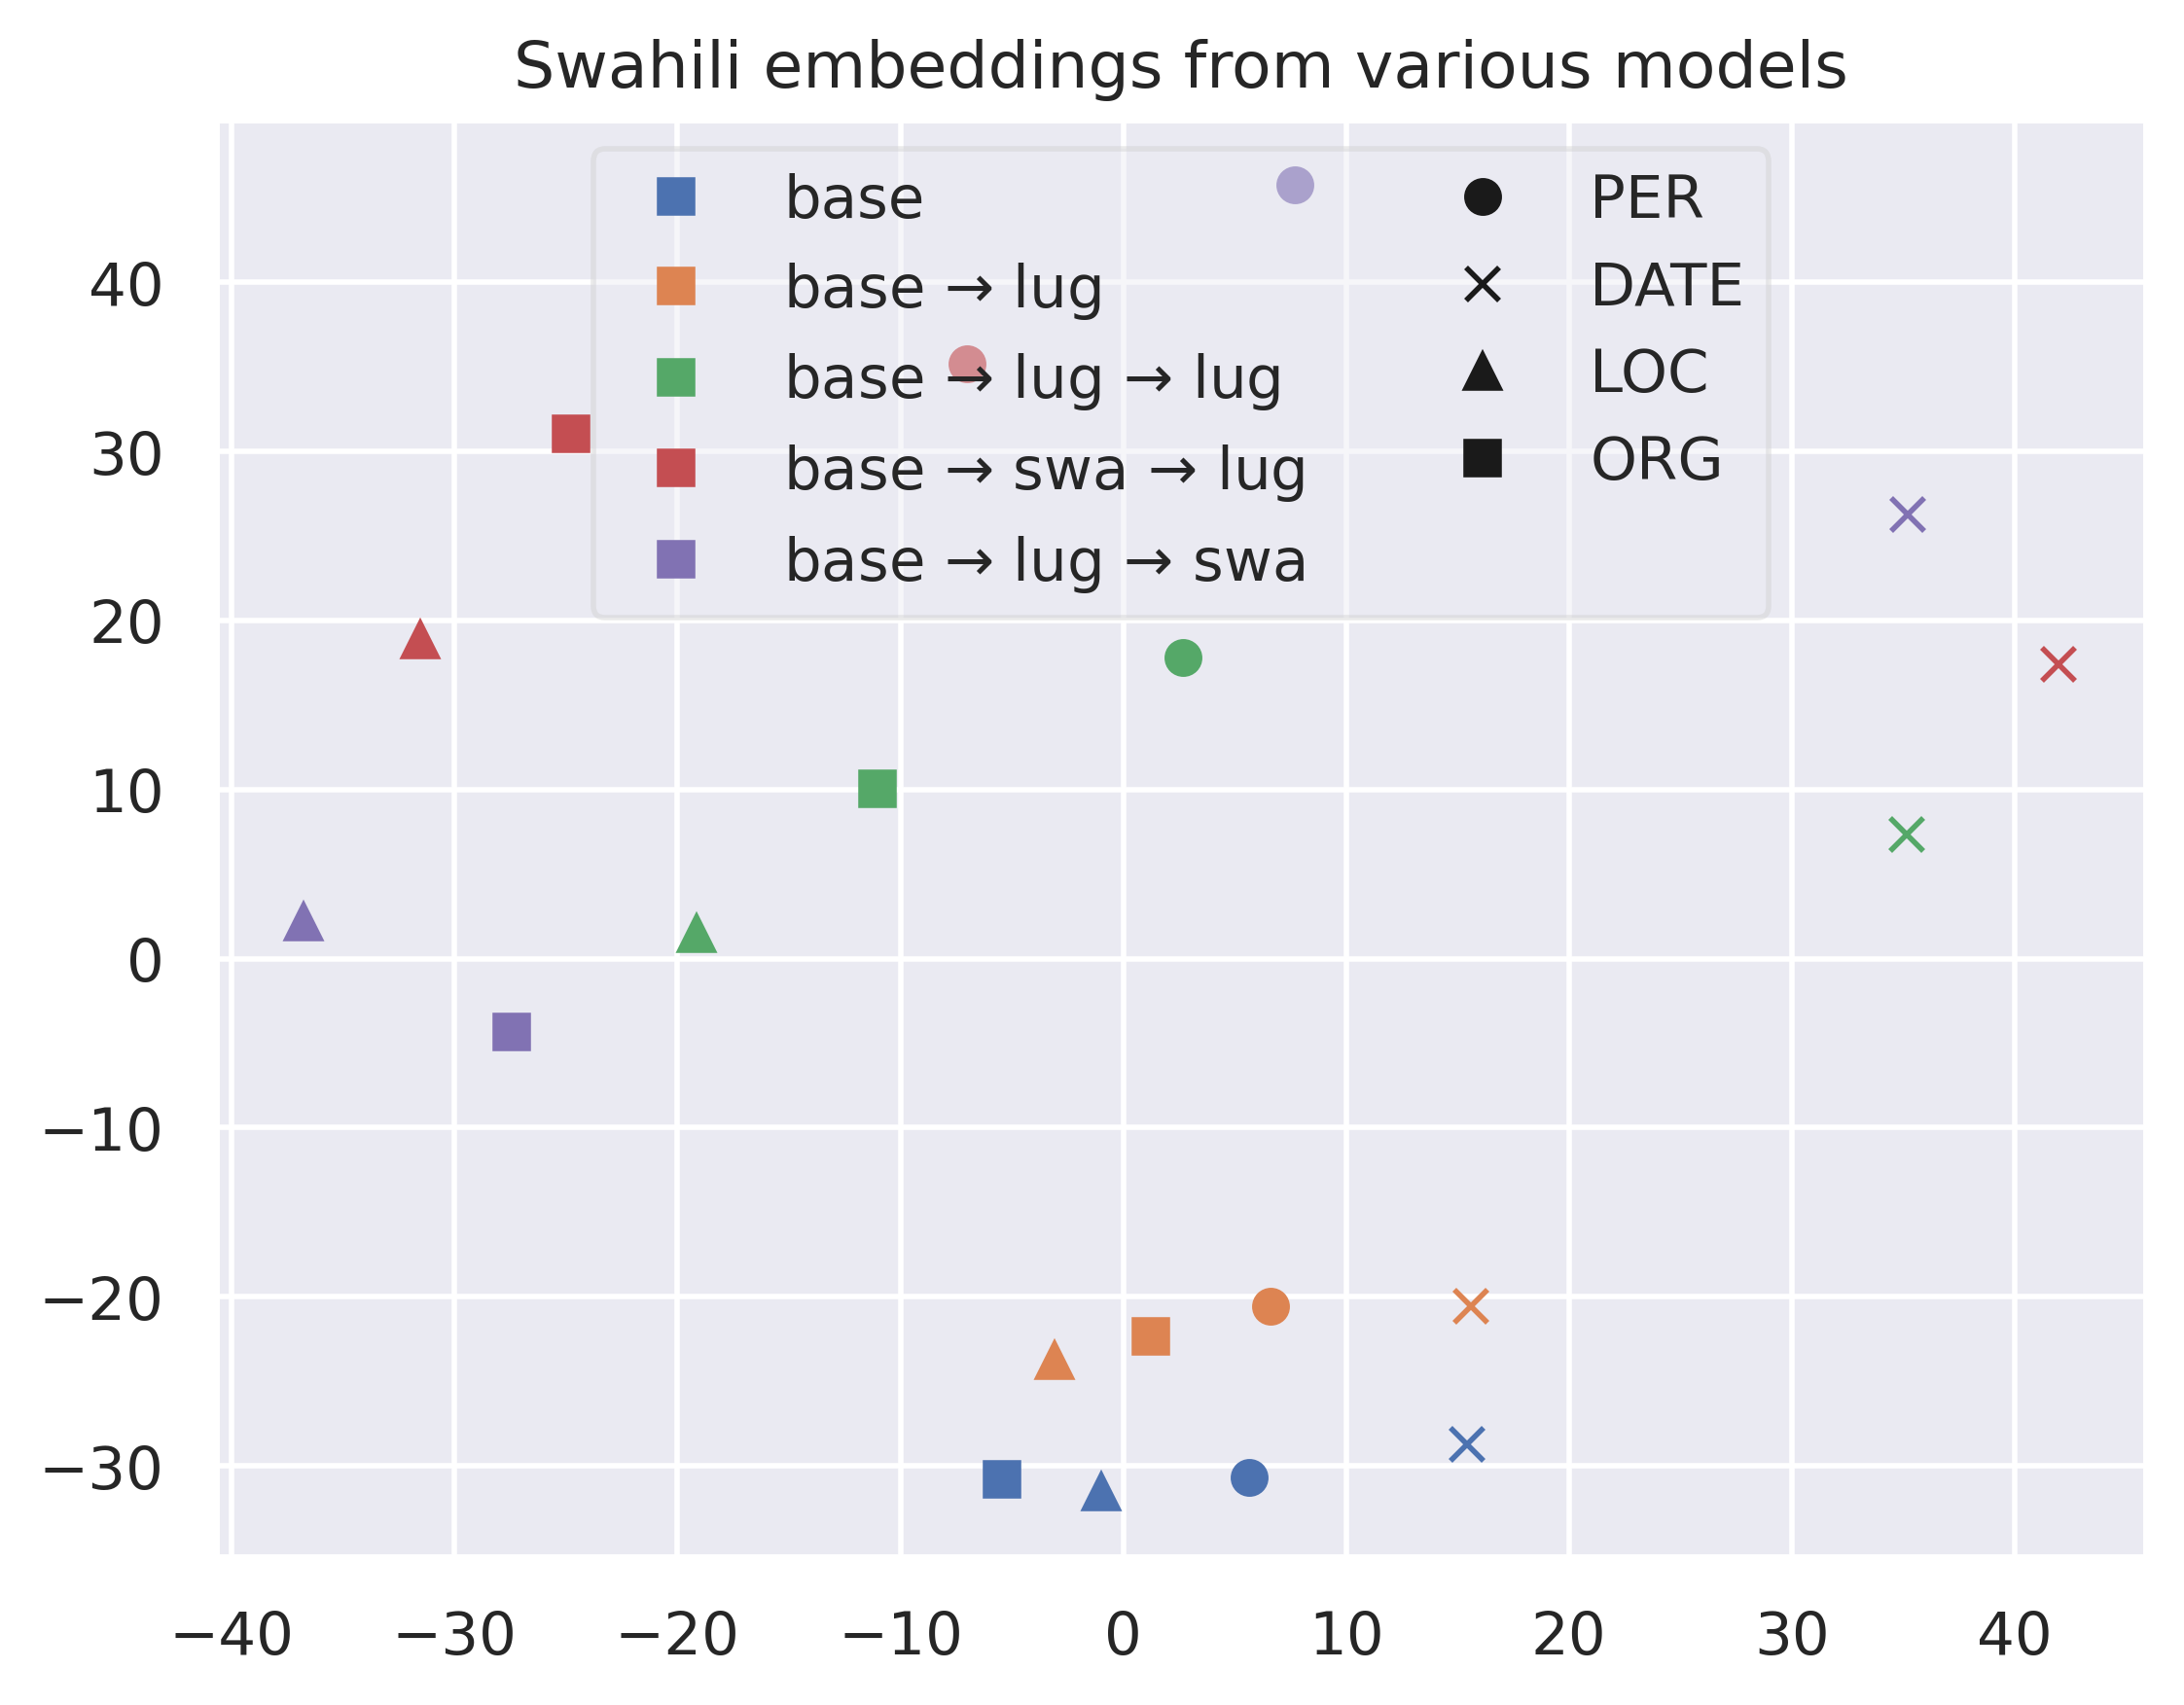 Swahili embeddings from various models
base
base → lug
base → lug → lug
base → swa → lug
base → lug → swa
PER
DATE
LOC
ORG
40
30
20
10
0
−10
−20
−30
−40 −30 −20 −10 0 10 20 30 40